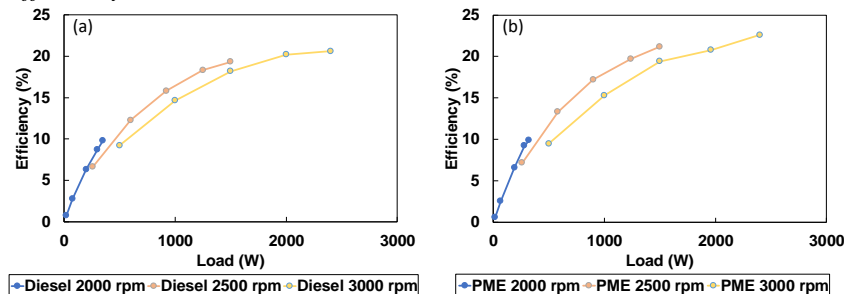 (a)
25
20
15
10
5
0
Efficiency (%)
0 1000 2000 3000
Load (W)
Diesel 2000 rpm Diesel 2500 rpm Diesel 3000 rpm
(b)
25
20
15
10
5
0
Efficiency (%)
0 1000 2000 3000
Load (W)
PME 2000 rpm PME 2500 rpm PME 3000 rpm